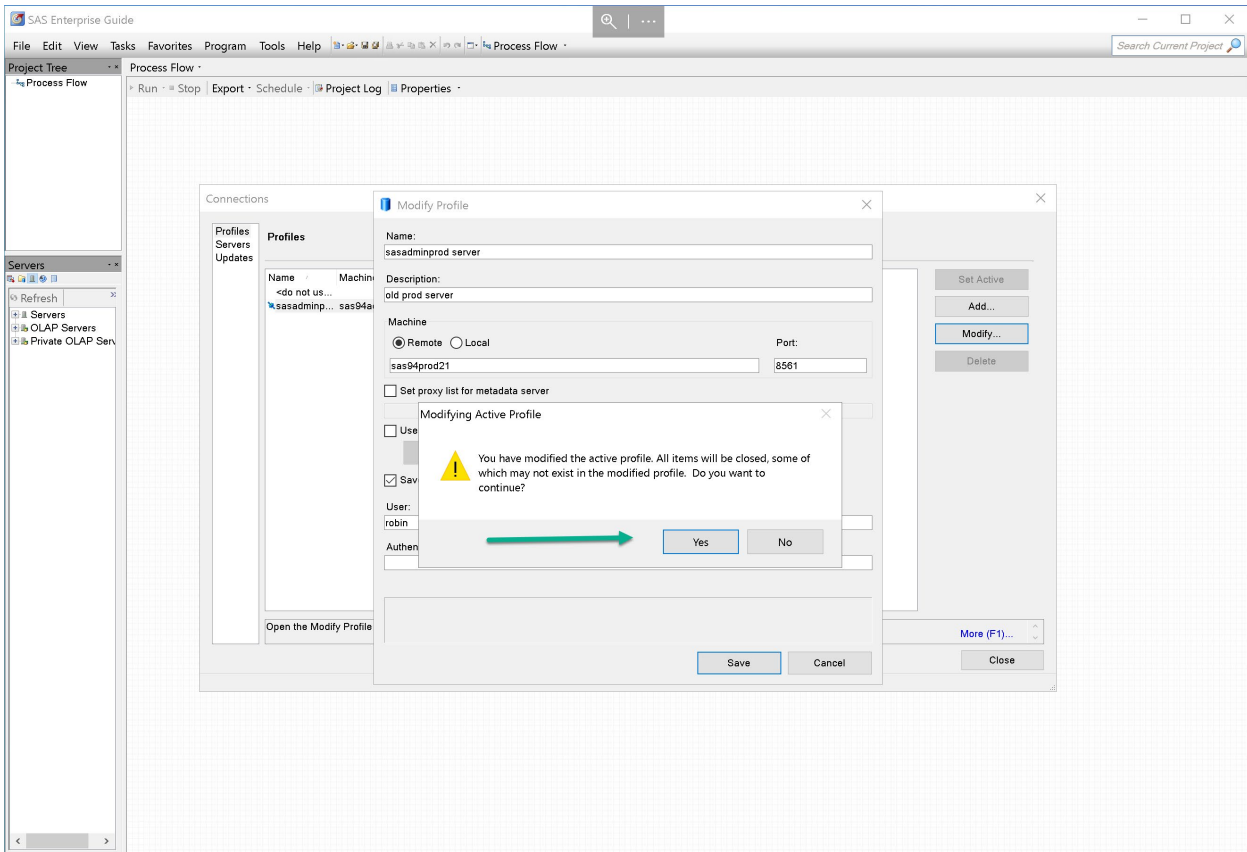 SAS Enterprise Guide
File Edit View Tasks Favorites Program Tools Help Process Flow
Search Current Project
Project Tree
Process Flow
Process Flow
Run Stop Export Schedule Project Log Properties
Connections
Profiles
Servers
Updates
Profiles
Name Machin
<do not us...
sasadminp... sas94a
Set Active
Add...
Modify...
Delete
Open the Modify Profile
More (F1)...
Close
Modify Profile
Name:
sasadminprod server
Description:
old prod server
Machine
Remote Local Port:
sas94prod21 8561
Set proxy list for metadata server
Use
Sav
User:
robin
Authen
Save Cancel
Modifying Active Profile
You have modified the active profile. All items will be closed, some of
which may not exist in the modified profile. Do you want to
continue?
Yes No
Servers
Refresh
Servers
OLAP Servers
Private OLAP Serv